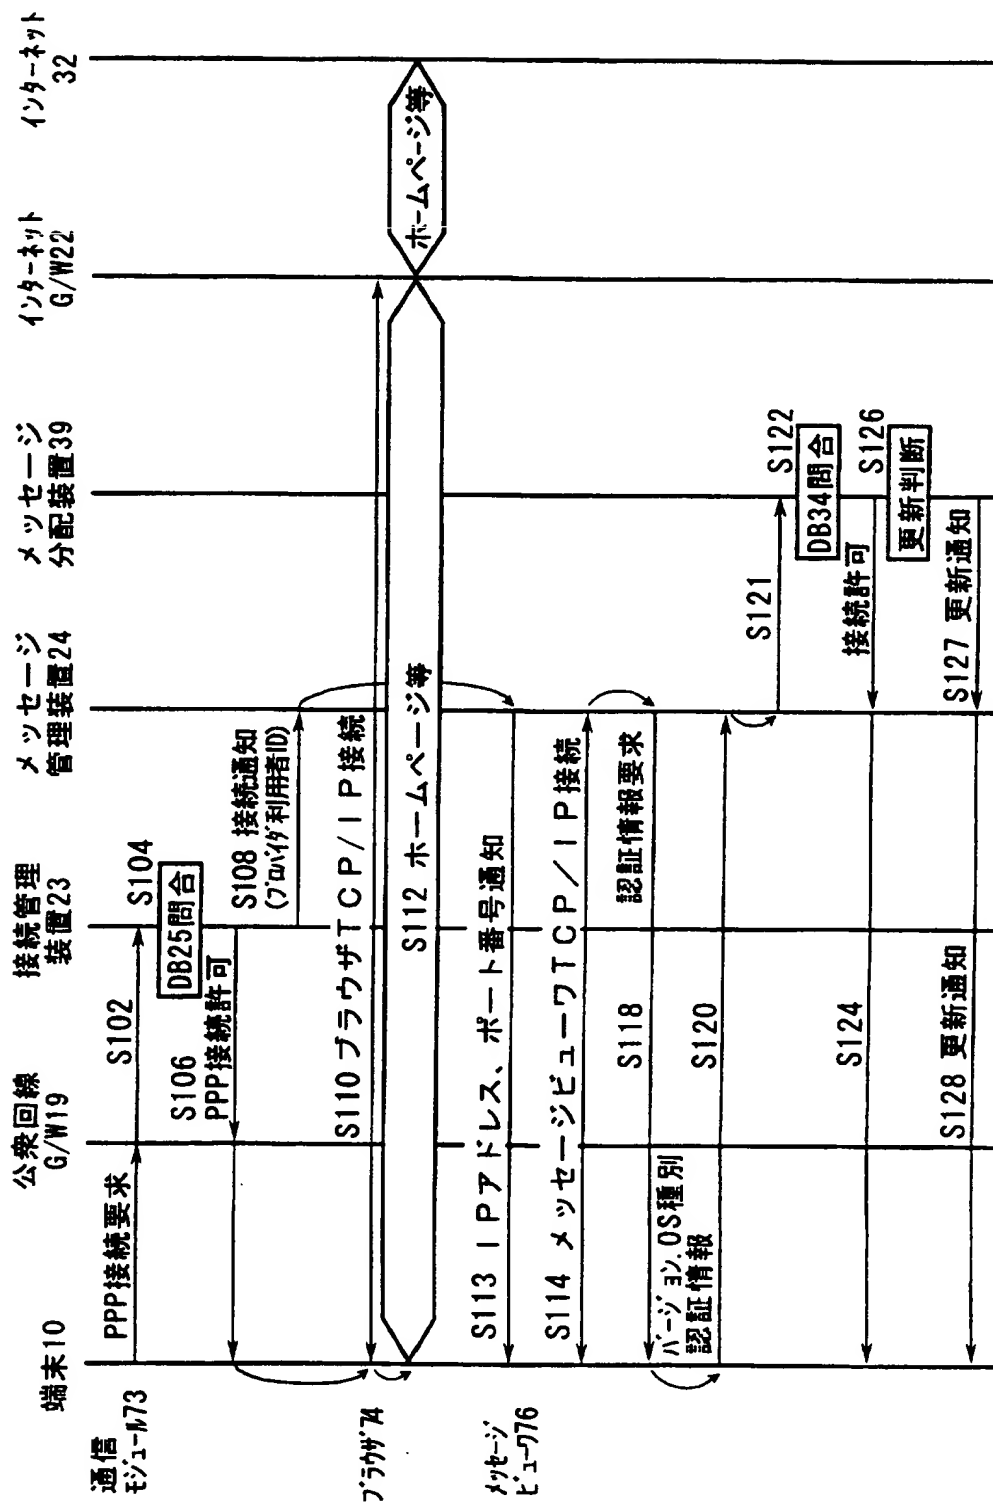 端末10
公衆回線
G/W19
接続管理
装置23
メッセージ
管理装置24
メッセージ
分配装置39
インターネット
G/W22
インターネット
32
通信
モジュール73
PPP接続要求
S102
S104
DB25問合
S106
PPP接続許可
S108 接続通知
(プロバイダ利用者ID)
ブラウザ74
S110 ブラウザTCP/IP接続
S112 ホームページ等
ホームページ等
メッセージ
ビューワ76
S113 IPアドレス、ポート番号通知
S114 メッセージビューワTCP/IP接続
S118
認証情報要求
バージョン、OS種別
認証情報
S120
S121
S122
DB34問合
S124
接続許可
S126
更新判断
S127 更新通知
S128 更新通知